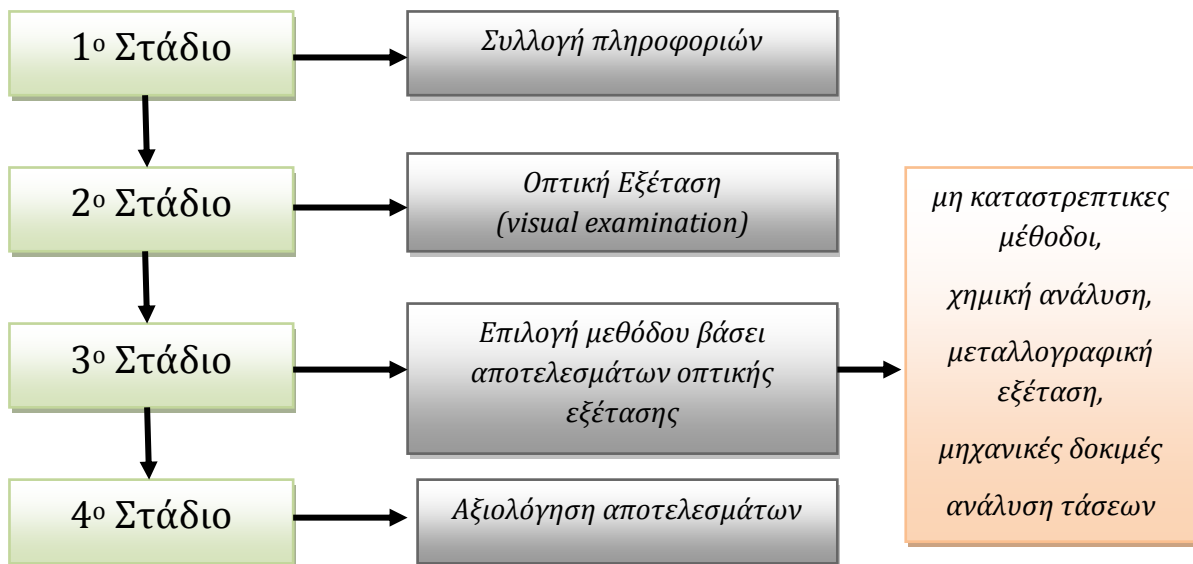 1ο Στάδιο
Συλλογή πληροφοριών
2ο Στάδιο
Οπτική Εξέταση
(visual examination)
3ο Στάδιο
Επιλογή μεθόδου βάσει
αποτελεσμάτων οπτικής
εξέτασης
μη καταστρεπτικες
μέθοδοι,
χημική ανάλυση,
μεταλλογραφική
εξέταση,
μηχανικές δοκιμές
ανάλυση τάσεων
4ο Στάδιο
Αξιολόγηση αποτελεσμάτων